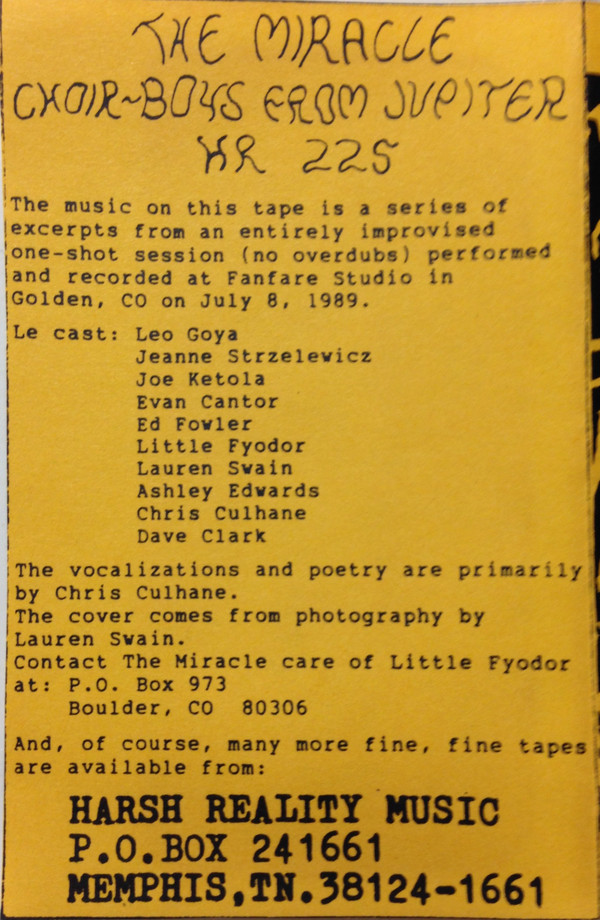 THE MIRACLE
CHOIR~BOYS FROM JUPITER
HR 225
The music on this tape is a series of
excerpts from an entirely improvised
one-shot session (no overdubs) performed
and recorded at Fanfare Studio in
Golden, CO on July 8, 1989.
Le cast: Leo Goya
Jeanne Strzelewicz
Joe Ketola
Evan Cantor
Ed Fowler
Little Fyodor
Lauren Swain
Ashley Edwards
Chris Culhane
Dave Clark
The vocalizations and poetry are primarily
by Chris Culhane.
The cover comes from photography by
Lauren Swain.
Contact The Miracle care of Little Fyodor
at: P.O. Box 973
Boulder, CO 80306
And, of course, many more fine, fine tapes
are available from:
HARSH REALITY MUSIC
P.O.BOX 241661
MEMPHIS,TN.38124-1661